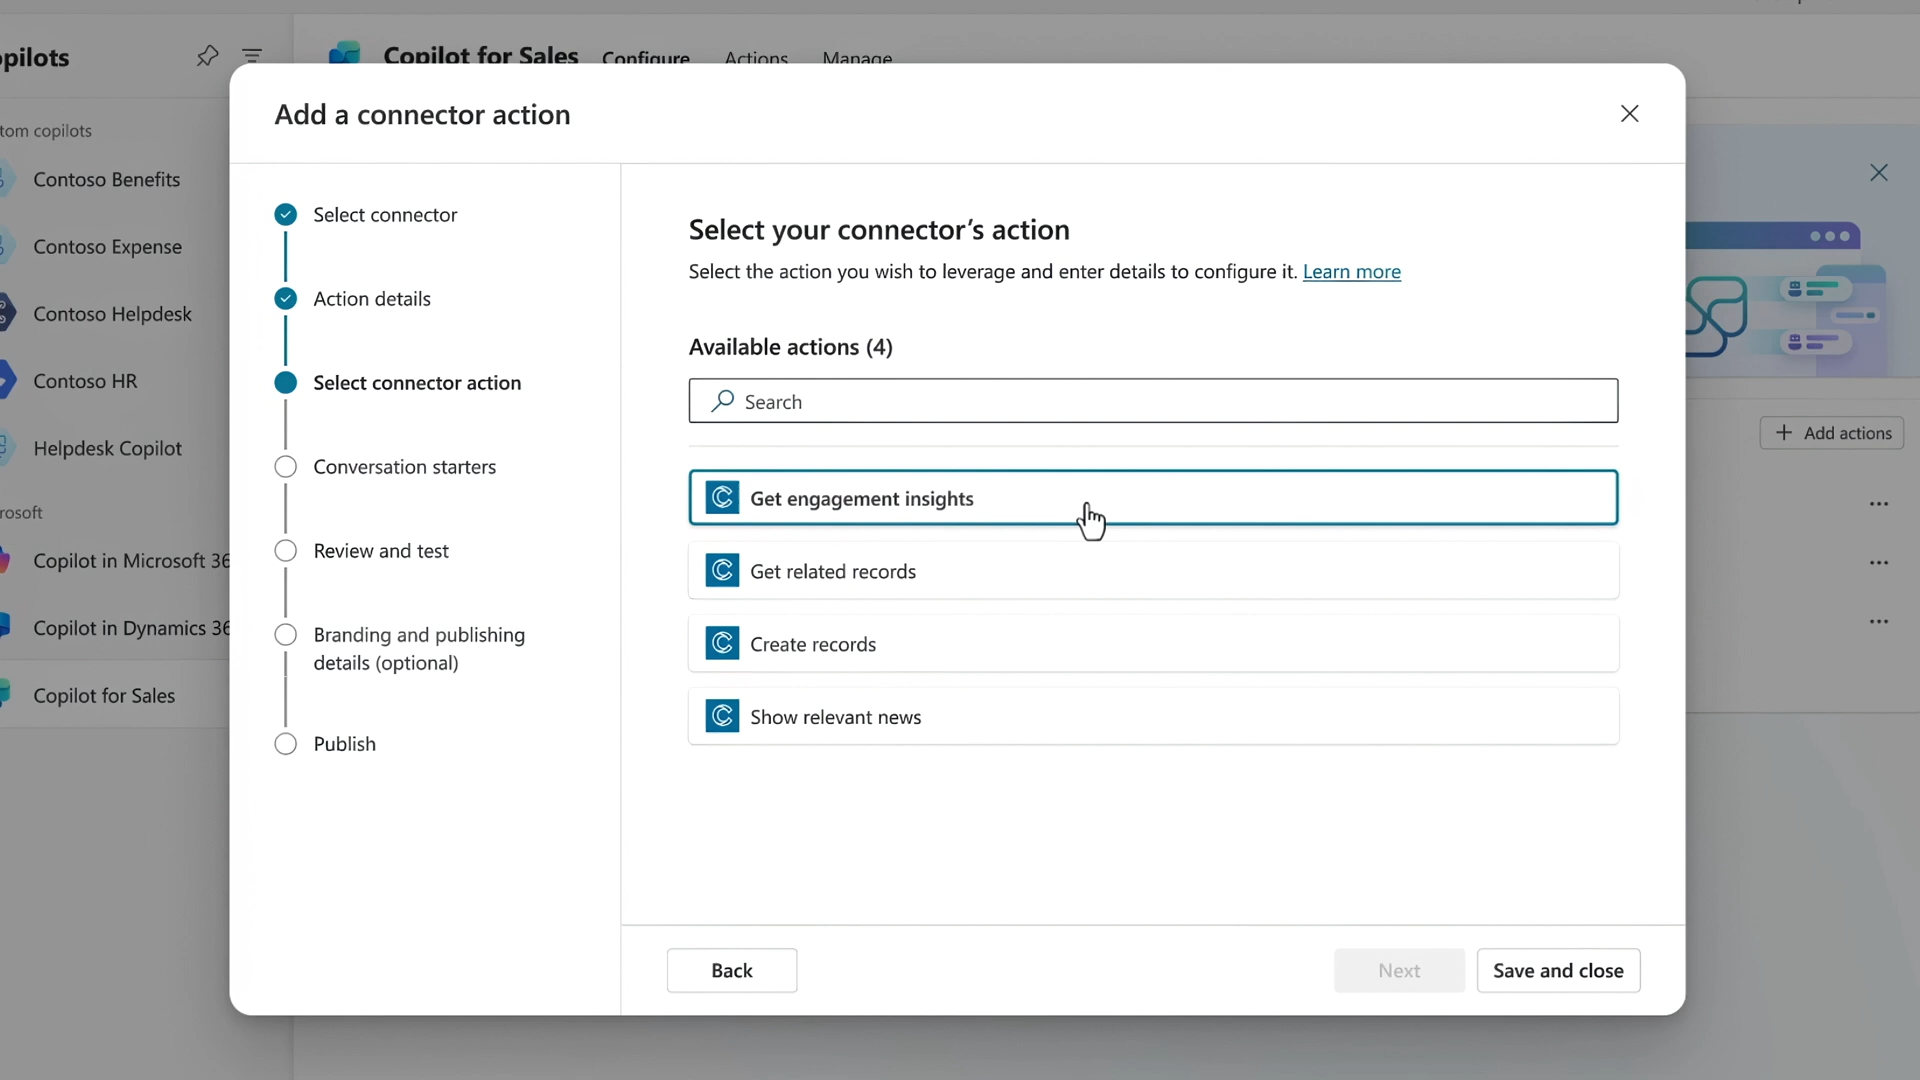 pilots
Copilot for Sales
Configure
Actions
Manage
tom copilots
Contoso Benefits
Contoso Expense
Contoso Helpdesk
Contoso HR
Helpdesk Copilot
rosoft
Copilot in Microsoft 36
Copilot in Dynamics 36
Copilot for Sales
Add a connector action
Select connector
Action details
Select connector action
Conversation starters
Review and test
Branding and publishing
details (optional)
Publish
Select your connector’s action
Select the action you wish to leverage and enter details to configure it. Learn more
Available actions (4)
Search
Get engagement insights
Get related records
Create records
Show relevant news
Back
Next
Save and close
Add actions